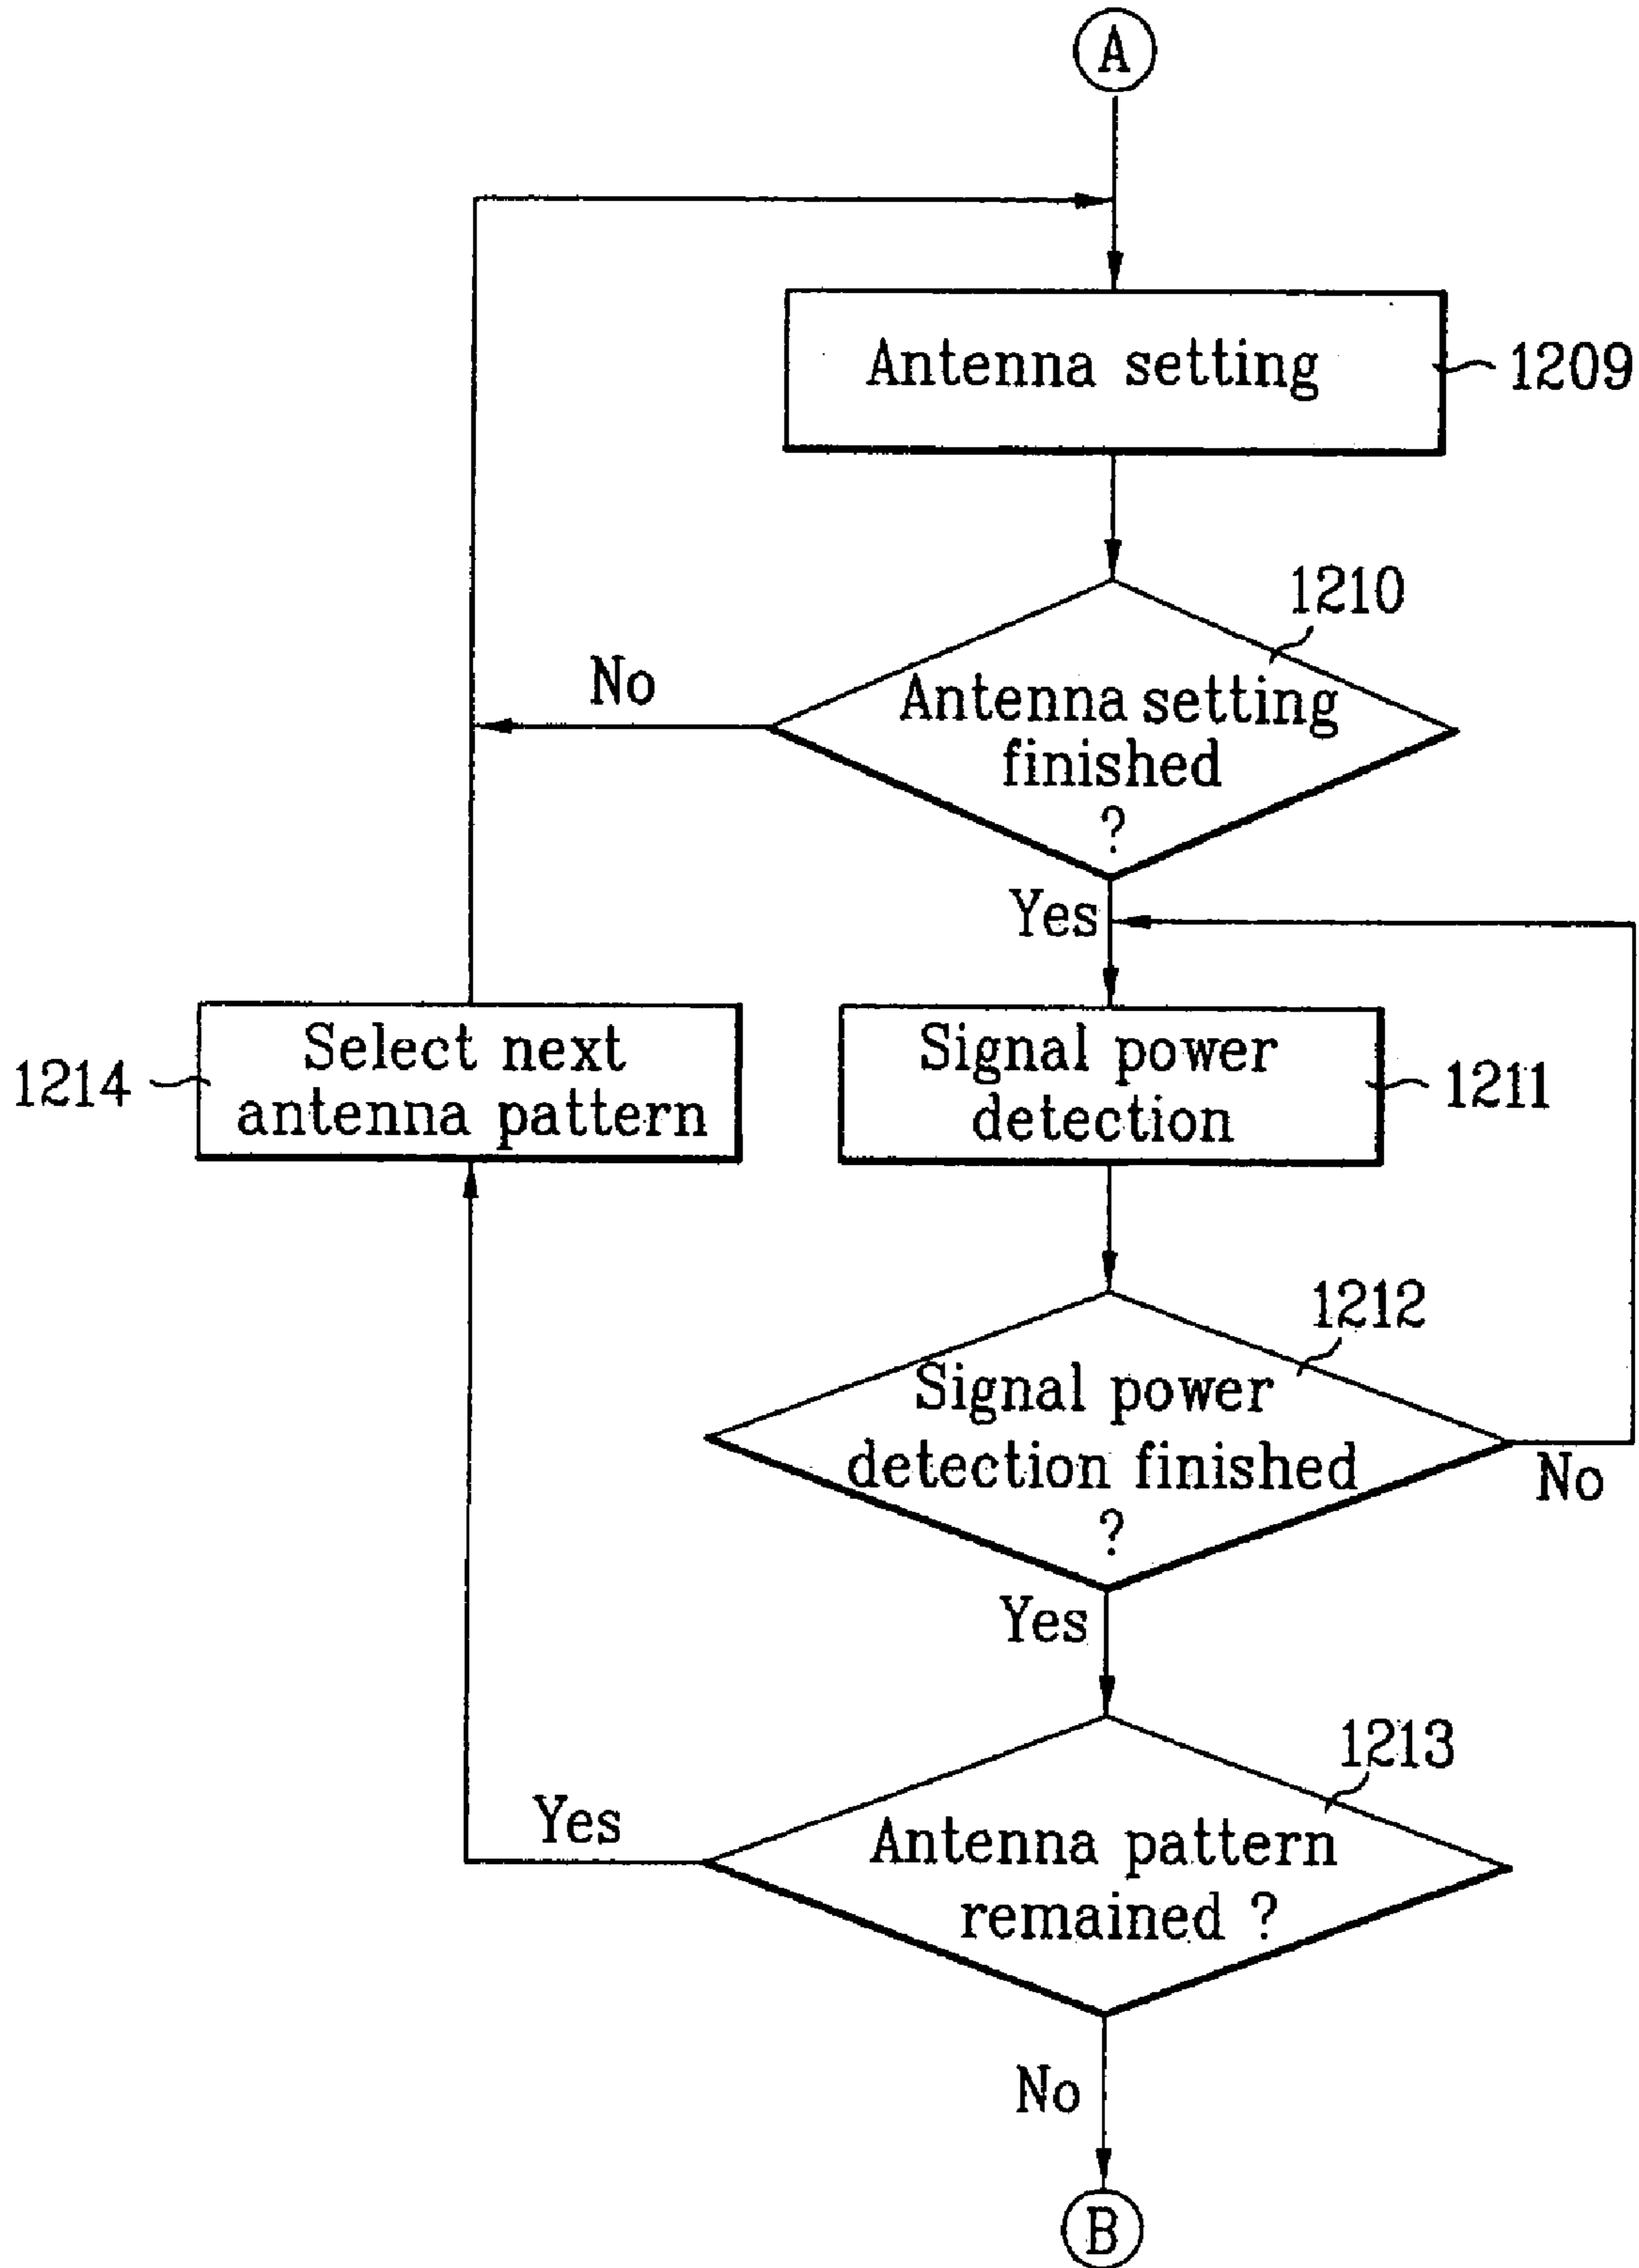 A
Antenna setting
1209
1210
No
Antenna setting
finished
?
Yes
Select next
antenna pattern
1214
Signal power
detection
1211
1212
Signal power
detection finished
?
No
Yes
1213
Yes
Antenna pattern
remained ?
No
B